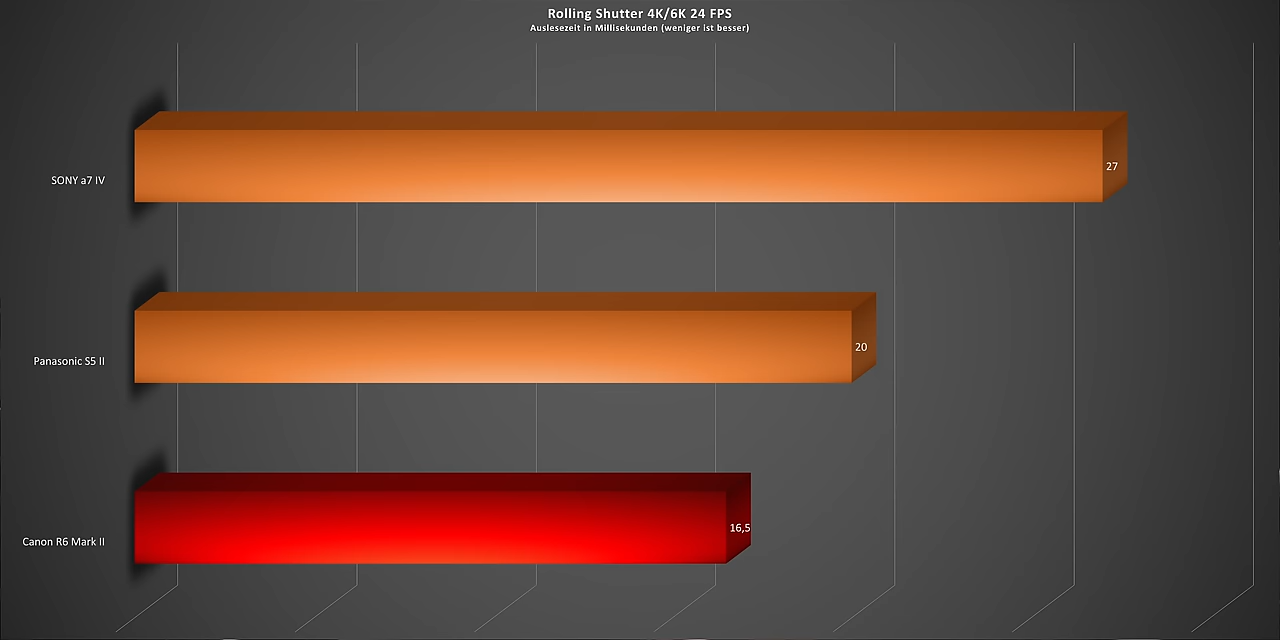 Rolling Shutter 4K/6K 24 FPS
Auslesezeit in Millisekunden (weniger ist besser)
SONY a7 IV
27
Panasonic S5 II
20
Canon R6 Mark II
16,5